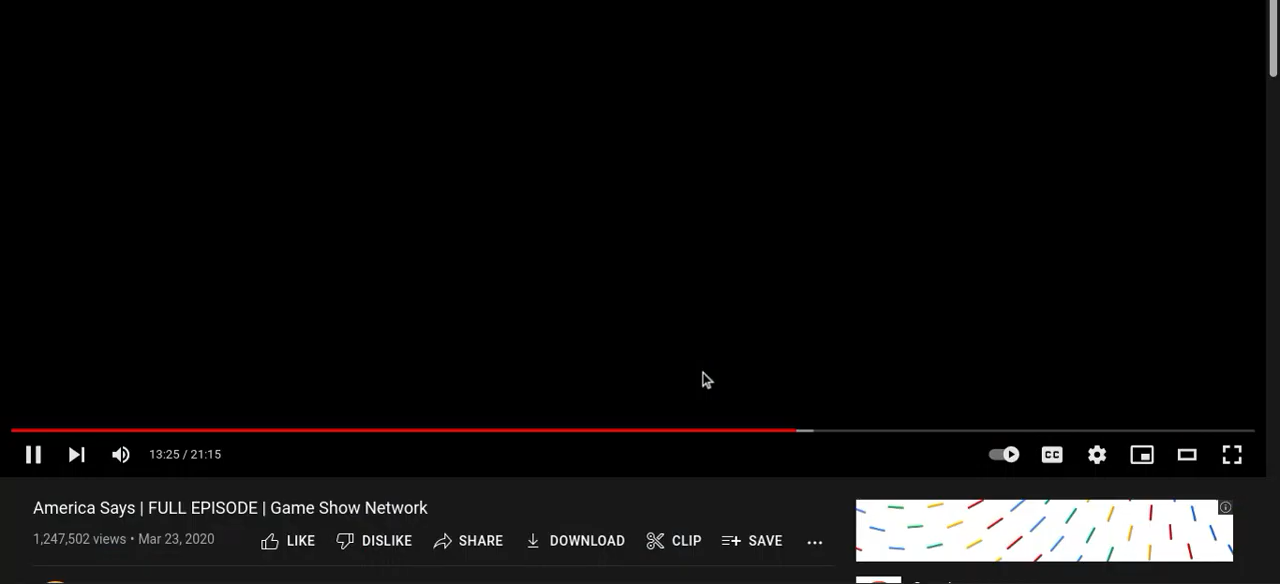 13:25 / 21:15
CC
America Says | FULL EPISODE | Game Show Network
1,247,502 views • Mar 23, 2020 LIKE DISLIKE SHARE DOWNLOAD CLIP SAVE ...